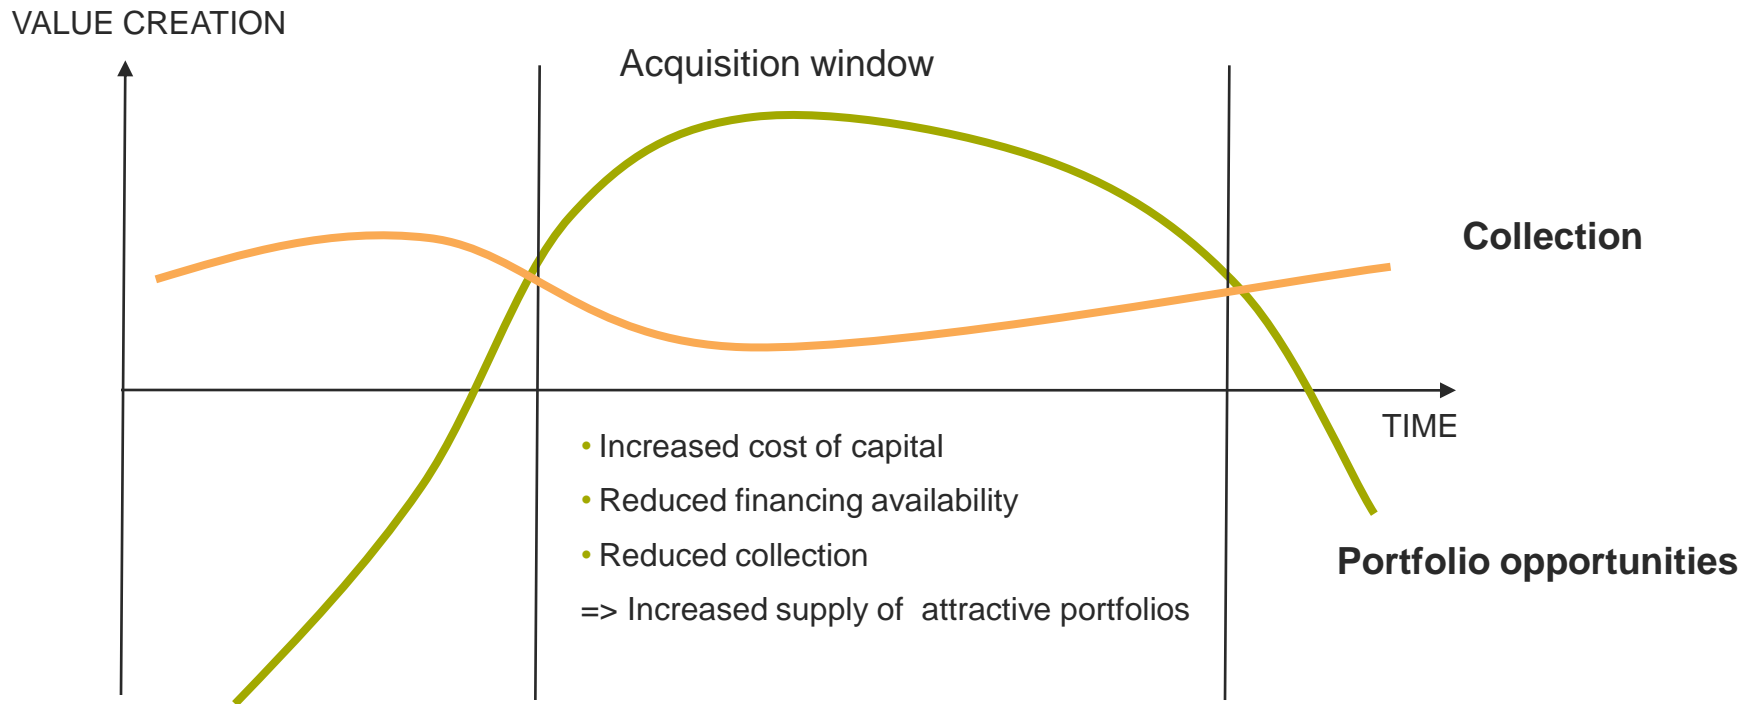 VALUE CREATION
Acquisition window
Collection
TIME
• Increased cost of capital
• Reduced financing availability
• Reduced collection
=> Increased supply of attractive portfolios
Portfolio opportunities